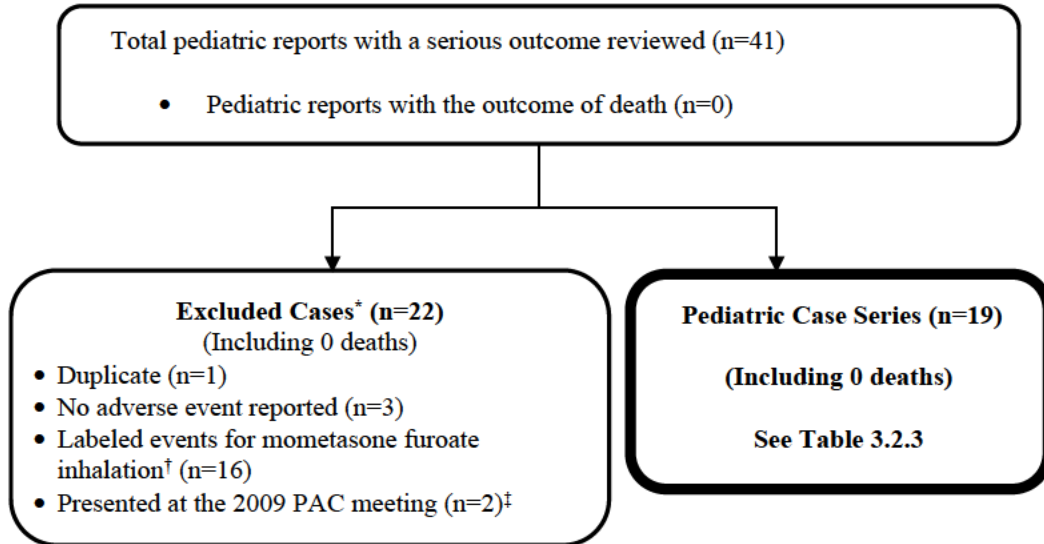 Total pediatric reports with a serious outcome reviewed (n=41)
• Pediatric reports with the outcome of death (n=0)
Excluded Cases* (n=22)
(Including 0 deaths)
• Duplicate (n=1)
• No adverse event reported (n=3)
• Labeled events for mometasone furoate
inhalation† (n=16)
• Presented at the 2009 PAC meeting (n=2)‡
Pediatric Case Series (n=19)
(Including 0 deaths)
See Table 3.2.3